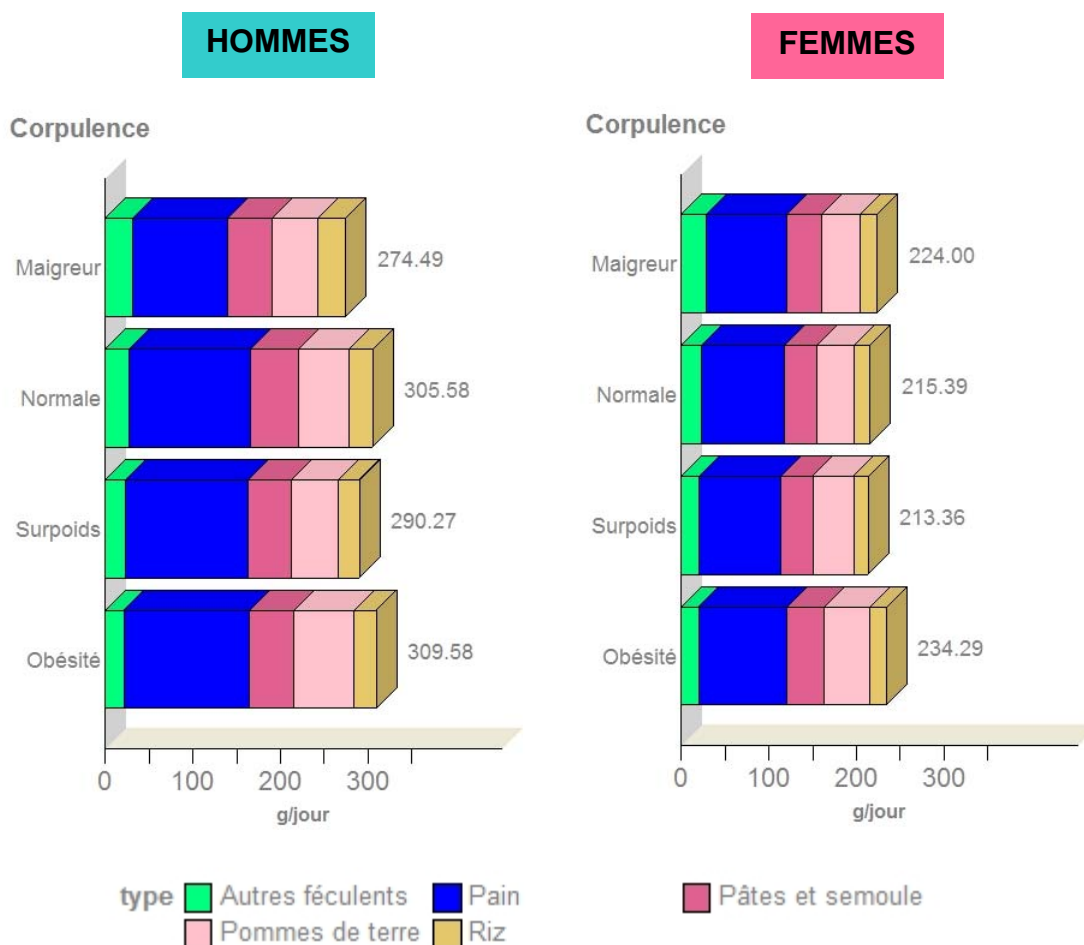 HOMMES
Corpulence
Maigreur 274.49
Normale 305.58
Surpoids 290.27
Obésité 309.58
0 100 200 300
g/jour
FEMMES
Corpulence
Maigreur 224.00
Normale 215.39
Surpoids 213.36
Obésité 234.29
0 100 200 300
g/jour
type Autres féculents Pain Pâtes et semoule
Pommes de terre Riz